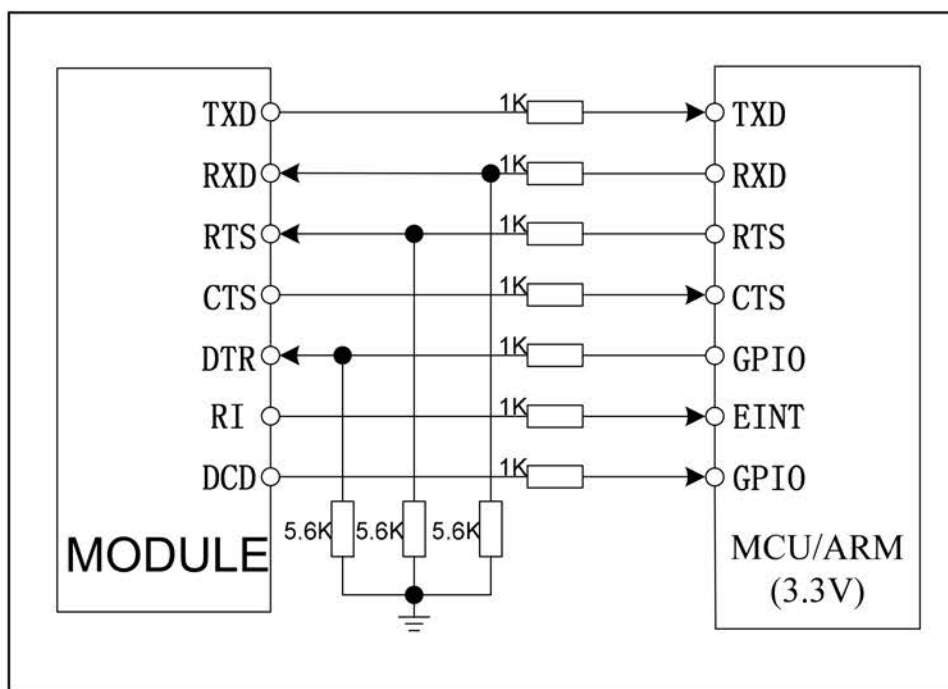 TXD 1K TXD
RXD 1K RXD
RTS 1K RTS
CTS 1K CTS
DTR 1K GPIO
RI 1K EINT
DCD 1K GPIO
5.6K 5.6K 5.6K
MODULE MCU/ARM
(3.3V)